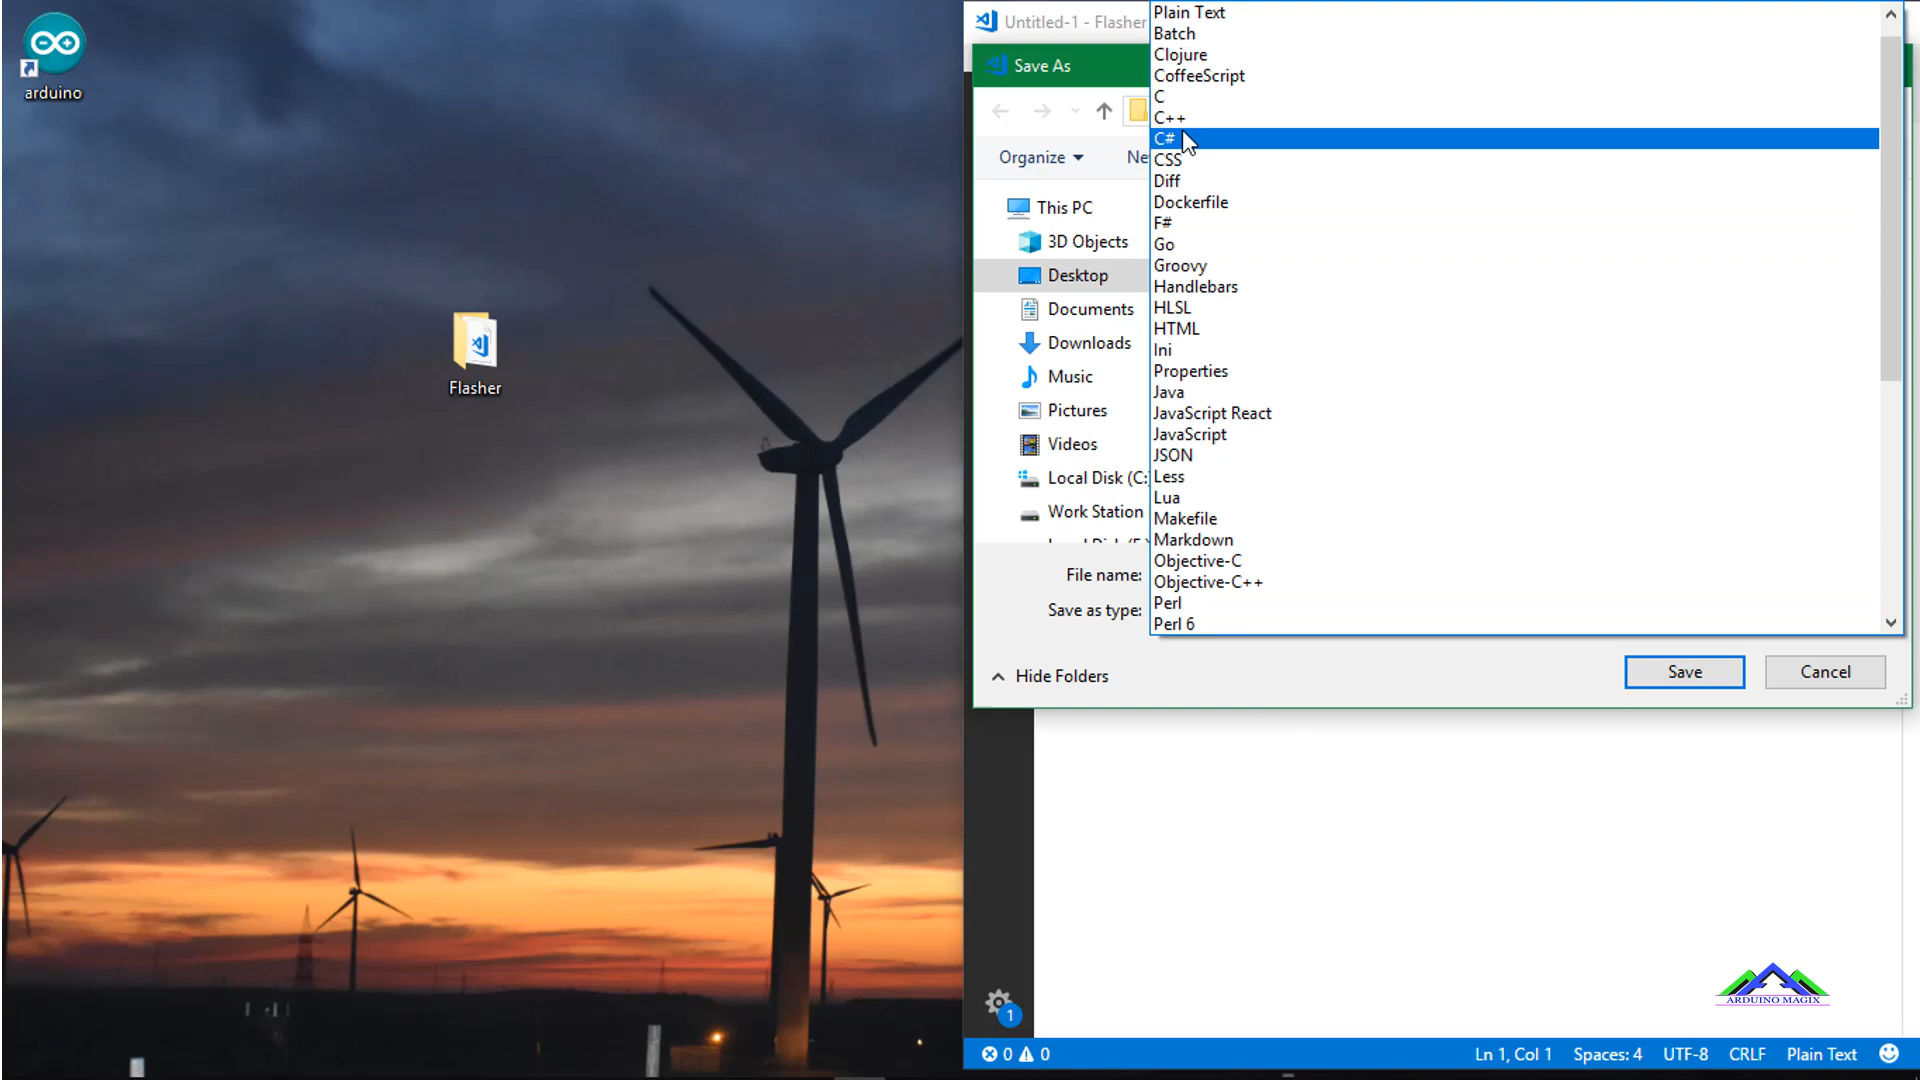 arduino
Flasher
Untitled-1 - Flasher
Save As
Organize
Ne
This PC
3D Objects
Desktop
Documents
Downloads
Music
Pictures
Videos
Local Disk (C:
Work Station
File name:
Save as type:
Plain Text
Batch
Clojure
CoffeeScript
C
C++
C#
CSS
Diff
Dockerfile
F#
Go
Groovy
Handlebars
HLSL
HTML
Ini
Properties
Java
JavaScript React
JavaScript
JSON
Less
Lua
Makefile
Markdown
Objective-C
Objective-C++
Perl
Perl 6
Hide Folders
Save
Cancel
ARDUINO MAGIX
1
0 0
Ln 1, Col 1 Spaces: 4 UTF-8 CRLF Plain Text